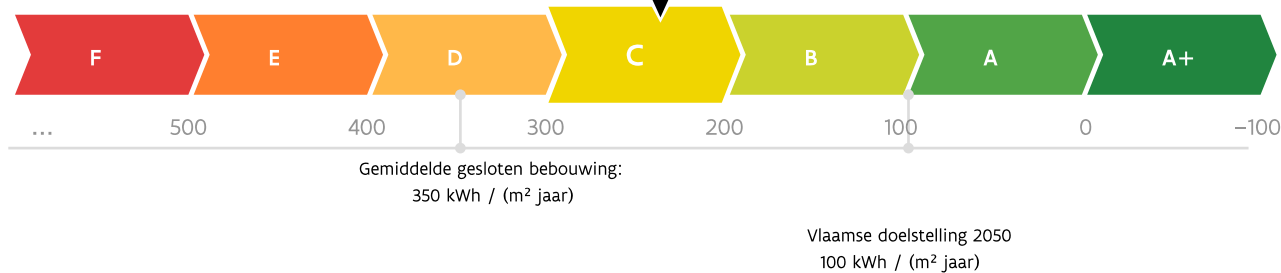 F E D C B A A+
... 500 400 300 200 100 0 –100
Gemiddelde gesloten bebouwing:
350 kWh / (m² jaar)
Vlaamse doelstelling 2050
100 kWh / (m² jaar)